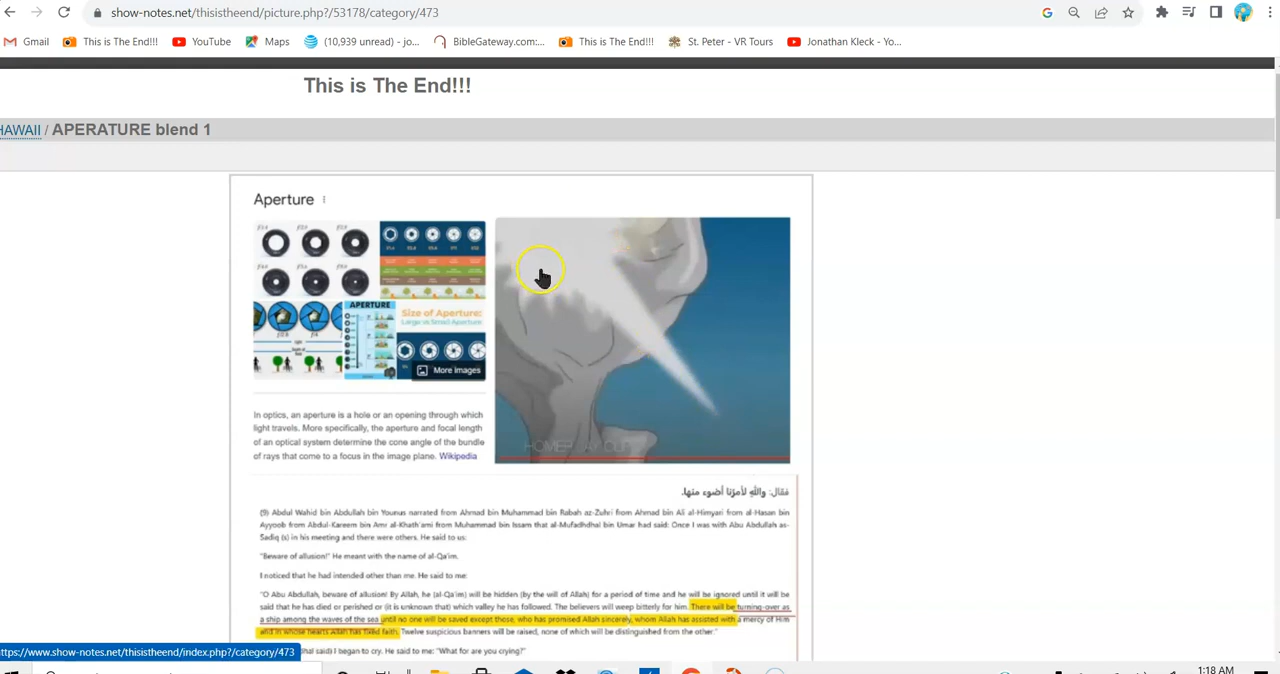 show-notes.net/thisistheend/picture.php?/53178/category/473
Gmail
This is The End!!!
YouTube
Maps
(10,939 unread) - jo...
BibleGateway.com:...
This is The End!!!
St. Peter - VR Tours
Jonathan Kleck - Yo...
This is The End!!!
HAWAII / APERATURE blend 1
Aperture
APERTURE
Size of Aperture:
Large vs Small Aperture
More images
In optics, an aperture is a hole or an opening through which
light travels. More specifically, the aperture and focal length
of an optical system determine the cone angle of the bundle
of rays that come to a focus in the image plane. Wikipedia
فقال: والله لأمرنا أضوء منها.
(9) Abdul Wahid bin Abdullah bin Younus narrated from Ahmad bin Muhammad bin Rabah az-Zuhri from Ahmad bin Ali al-Himyari from al-Hasan bin
Ayyoob from Abdul-Kareem bin Amr al-Khath'ami from Muhammad bin Issam that al-Mufadhdhal bin Umar had said: Once I was with Abu Abdullah as-
Sadiq (s) in his meeting and there were others. He said to us:
"Beware of allusion!" He meant with the name of al-Qa'im.
I noticed that he had intended other than me. He said to me:
"O Abu Abdullah, beware of allusion! By Allah, he (al-Qa'im) will be hidden (by the will of Allah) for a period of time and he will be ignored until it will be
said that he has died or perished or (it is unknown that) which valley he has followed. The believers will weep bitterly for him. There will be turning-over as
a ship among the waves of the sea until no one will be saved except those, who has promised Allah sincerely, whom Allah has assisted with a mercy of Him
and in whose hearts Allah has fixed faith. Twelve suspicious banners will be raised, none of which will be distinguished from the other."
said) I began to cry. He said to me: "What for are you crying?"
https://www.show-notes.net/thisistheend/index.php?/category/473
1:18 AM